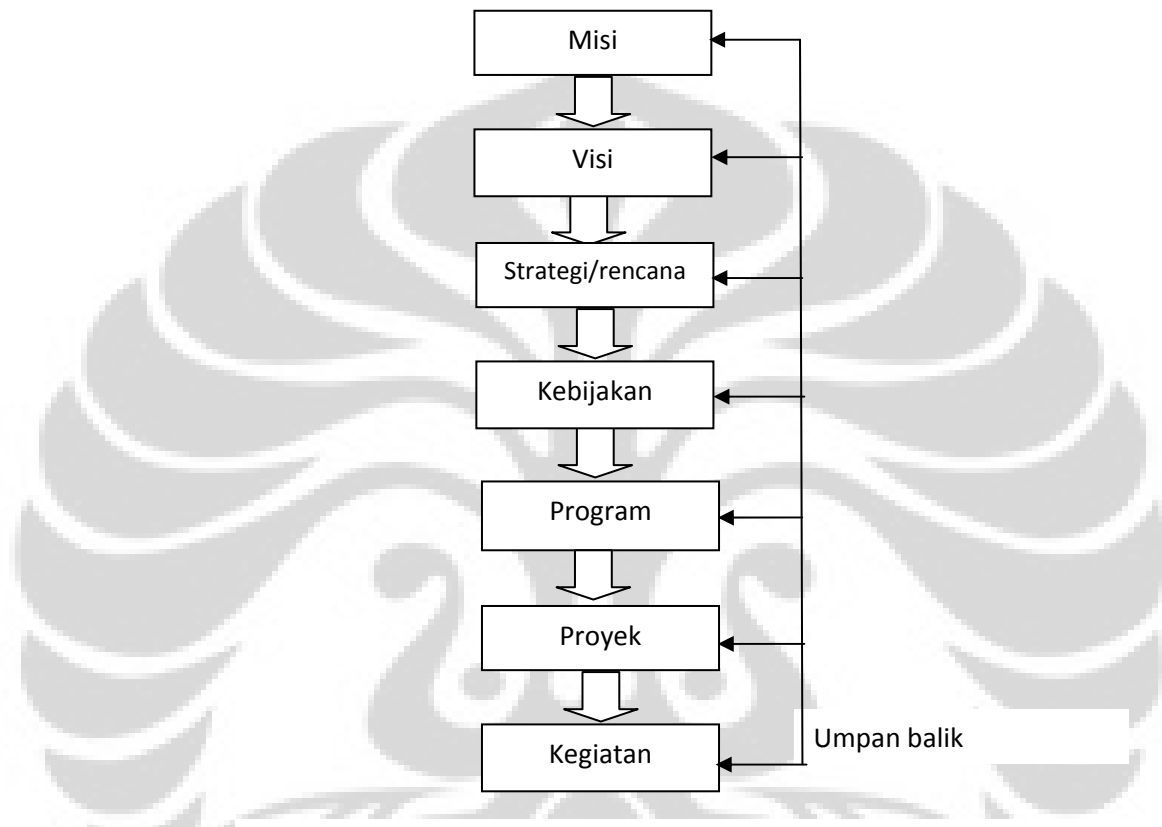 Misi
Visi
Strategi/rencana
Kebijakan
Program
Proyek
Kegiatan
Umpan balik